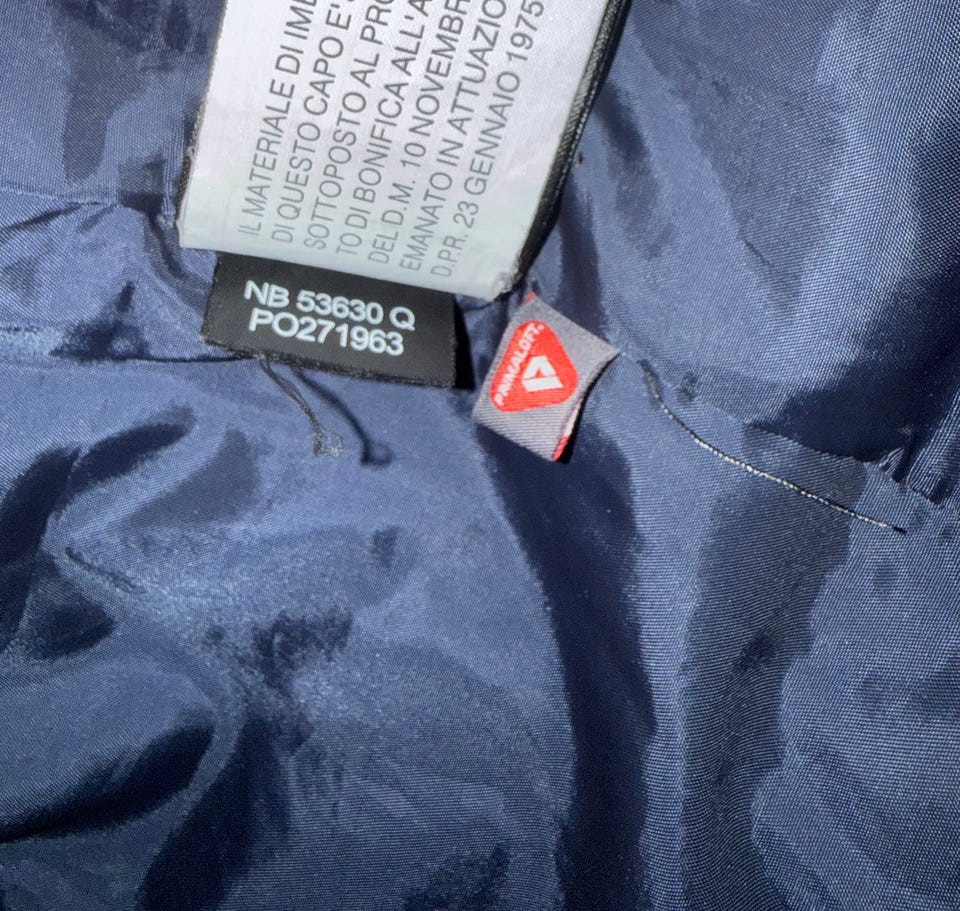 IL MATERIALE DI
DI QUESTO CAPO E'
SOTTOPOSTO AL
TO DI BONIFICA
DEL D.M. 10 NOVEMBRE
EMANATO IN ATTUAZIO
D.P.R. 23 GENNAIO 1975
NB 53630 Q
PO271963
PRIMALOFT.